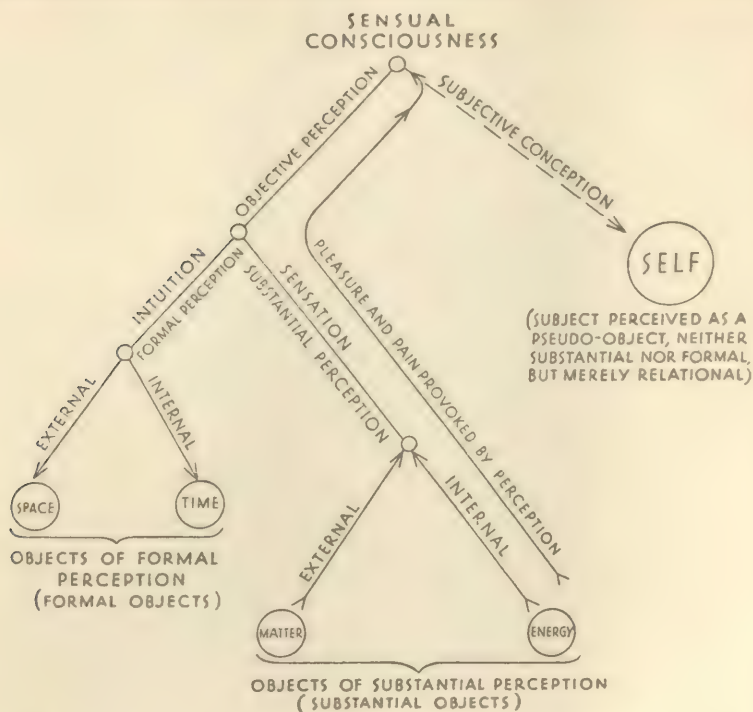 SENSUAL
CONSCIOUSNESS
OBJECTIVE PERCEPTION
SUBJECTIVE CONCEPTION
SELF
(SUBJECT PERCEIVED AS A
PSEUDO-OBJECT, NEITHER
SUBSTANTIAL NOR FORMAL,
BUT MERELY RELATIONAL)
INTUITION
FORMAL PERCEPTION
SENSATION
SUBSTANTIAL PERCEPTION
PLEASURE AND PAIN PROVOKED BY PERCEPTION
EXTERNAL
INTERNAL
SPACE
TIME
OBJECTS OF FORMAL
PERCEPTION
(FORMAL OBJECTS)
EXTERNAL
INTERNAL
MATTER
ENERGY
OBJECTS OF SUBSTANTIAL PERCEPTION
(SUBSTANTIAL OBJECTS)